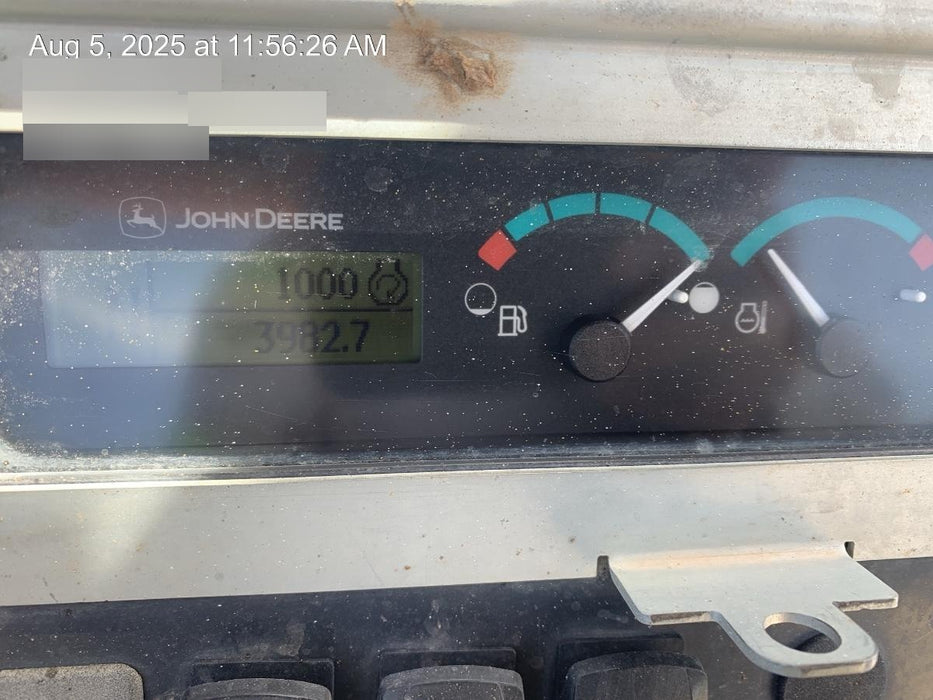 Aug 5, 2025 at 11:56:26 AM
JOHN DEERE
1000
3982.7